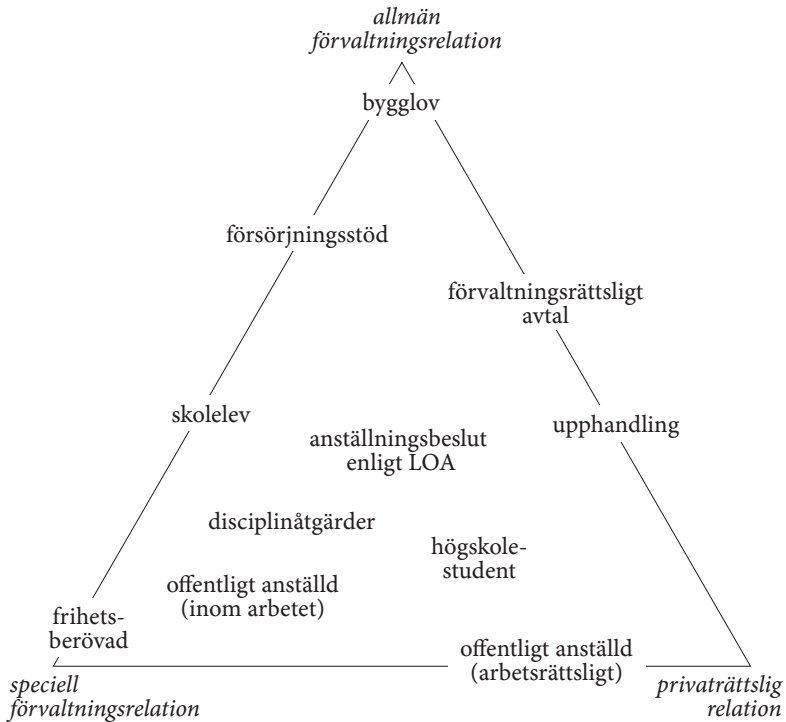 allmän
förvaltningsrelation
bygglov
försörjningsstöd
förvaltningsrättsligt
avtal
skolelev
upphandling
anställningsbeslut
enligt LOA
disciplinåtgärder
högskole-
student
offentligt anställd
(inom arbetet)
frihets-
berövad
offentligt anställd
(arbetsrättsligt)
speciell
förvaltningsrelation
privaträttslig
relation